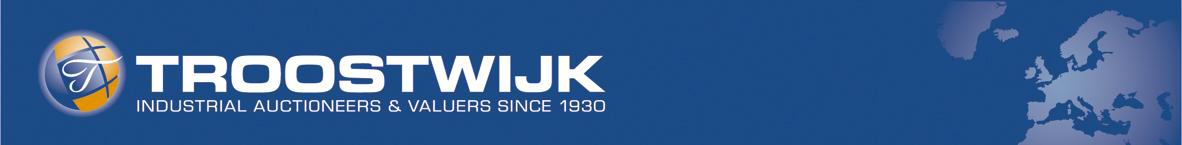 T
TROOSTWIJK
INDUSTRIAL AUCTIONEERS & VALUERS SINCE 1930